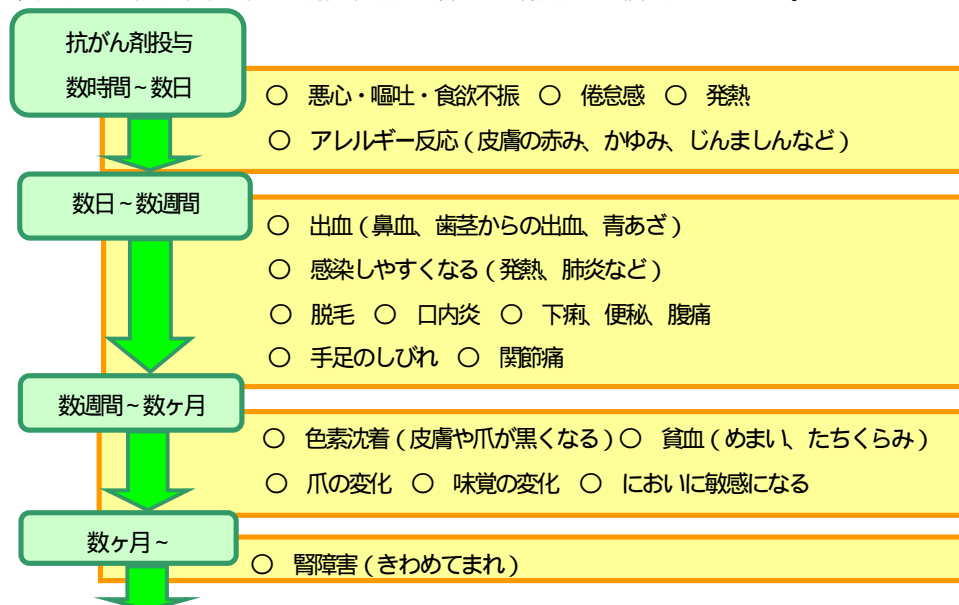 抗がん剤投与
数時間~数日
○ 悪心・嘔吐・食欲不振 ○ 倦怠感 ○ 発熱
○ アレルギー反応(皮膚の赤み、かゆみ、じんましんなど)
数日~数週間
○ 出血(鼻血、歯茎からの出血、青あざ)
○ 感染しやすくなる(発熱、肺炎など)
○ 脱毛 ○ 口内炎 ○ 下痢、便秘、腹痛
○ 手足のしびれ ○ 関節痛
数週間~数ヶ月
○ 色素沈着(皮膚や爪が黒くなる)○ 貧血(めまい、たちくらみ)
○ 爪の変化 ○ 味覚の変化 ○ においに敏感になる
数ヶ月~
○ 腎障害(きわめてまれ)